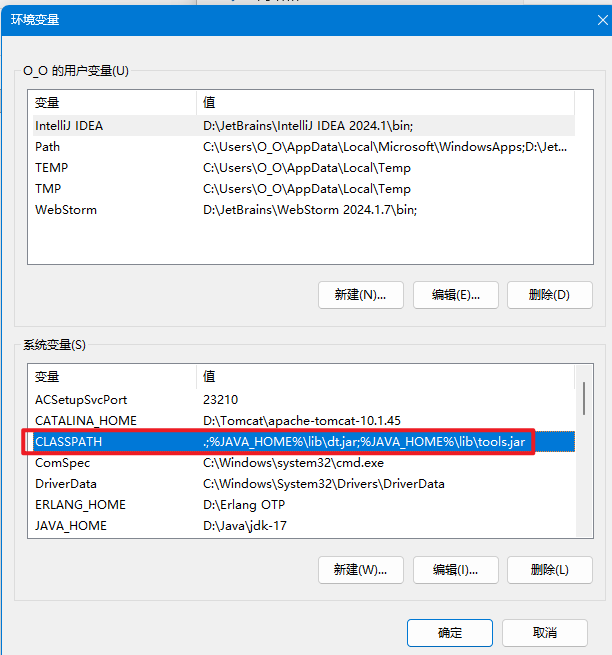 环境变量
O_O 的用户变量(U)
变量 值
IntelliJ IDEA D:\JetBrains\IntelliJ IDEA 2024.1\bin;
Path C:\Users\O_O\AppData\Local\Microsoft\WindowsApps;D:\Jet...
TEMP C:\Users\O_O\AppData\Local\Temp
TMP C:\Users\O_O\AppData\Local\Temp
WebStorm D:\JetBrains\WebStorm 2024.1.7\bin;
新建(N)... 编辑(E)... 删除(D)
系统变量(S)
变量 值
ACSetupSvcPort 23210
CATALINA_HOME D:\Tomcat\apache-tomcat-10.1.45
CLASSPATH .;%JAVA_HOME%\lib\dt.jar;%JAVA_HOME%\lib\tools.jar
ComSpec C:\Windows\system32\cmd.exe
DriverData C:\Windows\System32\Drivers\DriverData
ERLANG_HOME D:\Erlang OTP
JAVA_HOME D:\Java\jdk-17
新建(W)... 编辑(I)... 删除(L)
确定 取消